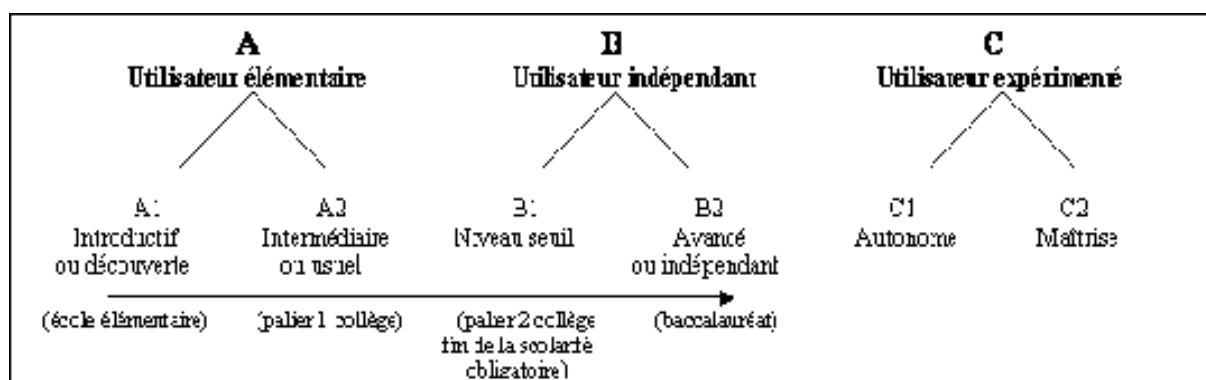 A B C
Utilisateur élémentaire Utilisateur indépendant Utilisateur expérimenté
A1 A2 B1 B2 C1 C2
Introductif Intermédiaire Niveau seuil Avancé Autonome Maîtrise
ou découverte ou usuel ou indépendant
(école élémentaire) (palier 1 collège) (palier 2 collège (baccalauréat)
fin de la scolarité
obligatoire)